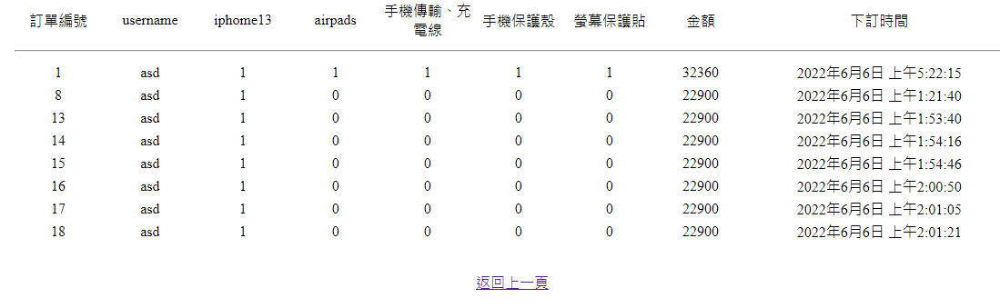 訂單編號 username iphome13 airpads 手機傳輸、充電線 手機保護殼 螢幕保護貼 金額 下訂時間
1 asd 1 1 1 1 1 32360 2022年6月6日 上午5:22:15
8 asd 1 0 0 0 0 22900 2022年6月6日 上午1:21:40
13 asd 1 0 0 0 0 22900 2022年6月6日 上午1:53:40
14 asd 1 0 0 0 0 22900 2022年6月6日 上午1:54:16
15 asd 1 0 0 0 0 22900 2022年6月6日 上午1:54:46
16 asd 1 0 0 0 0 22900 2022年6月6日 上午2:00:50
17 asd 1 0 0 0 0 22900 2022年6月6日 上午2:01:05
18 asd 1 0 0 0 0 22900 2022年6月6日 上午2:01:21
返回上一頁